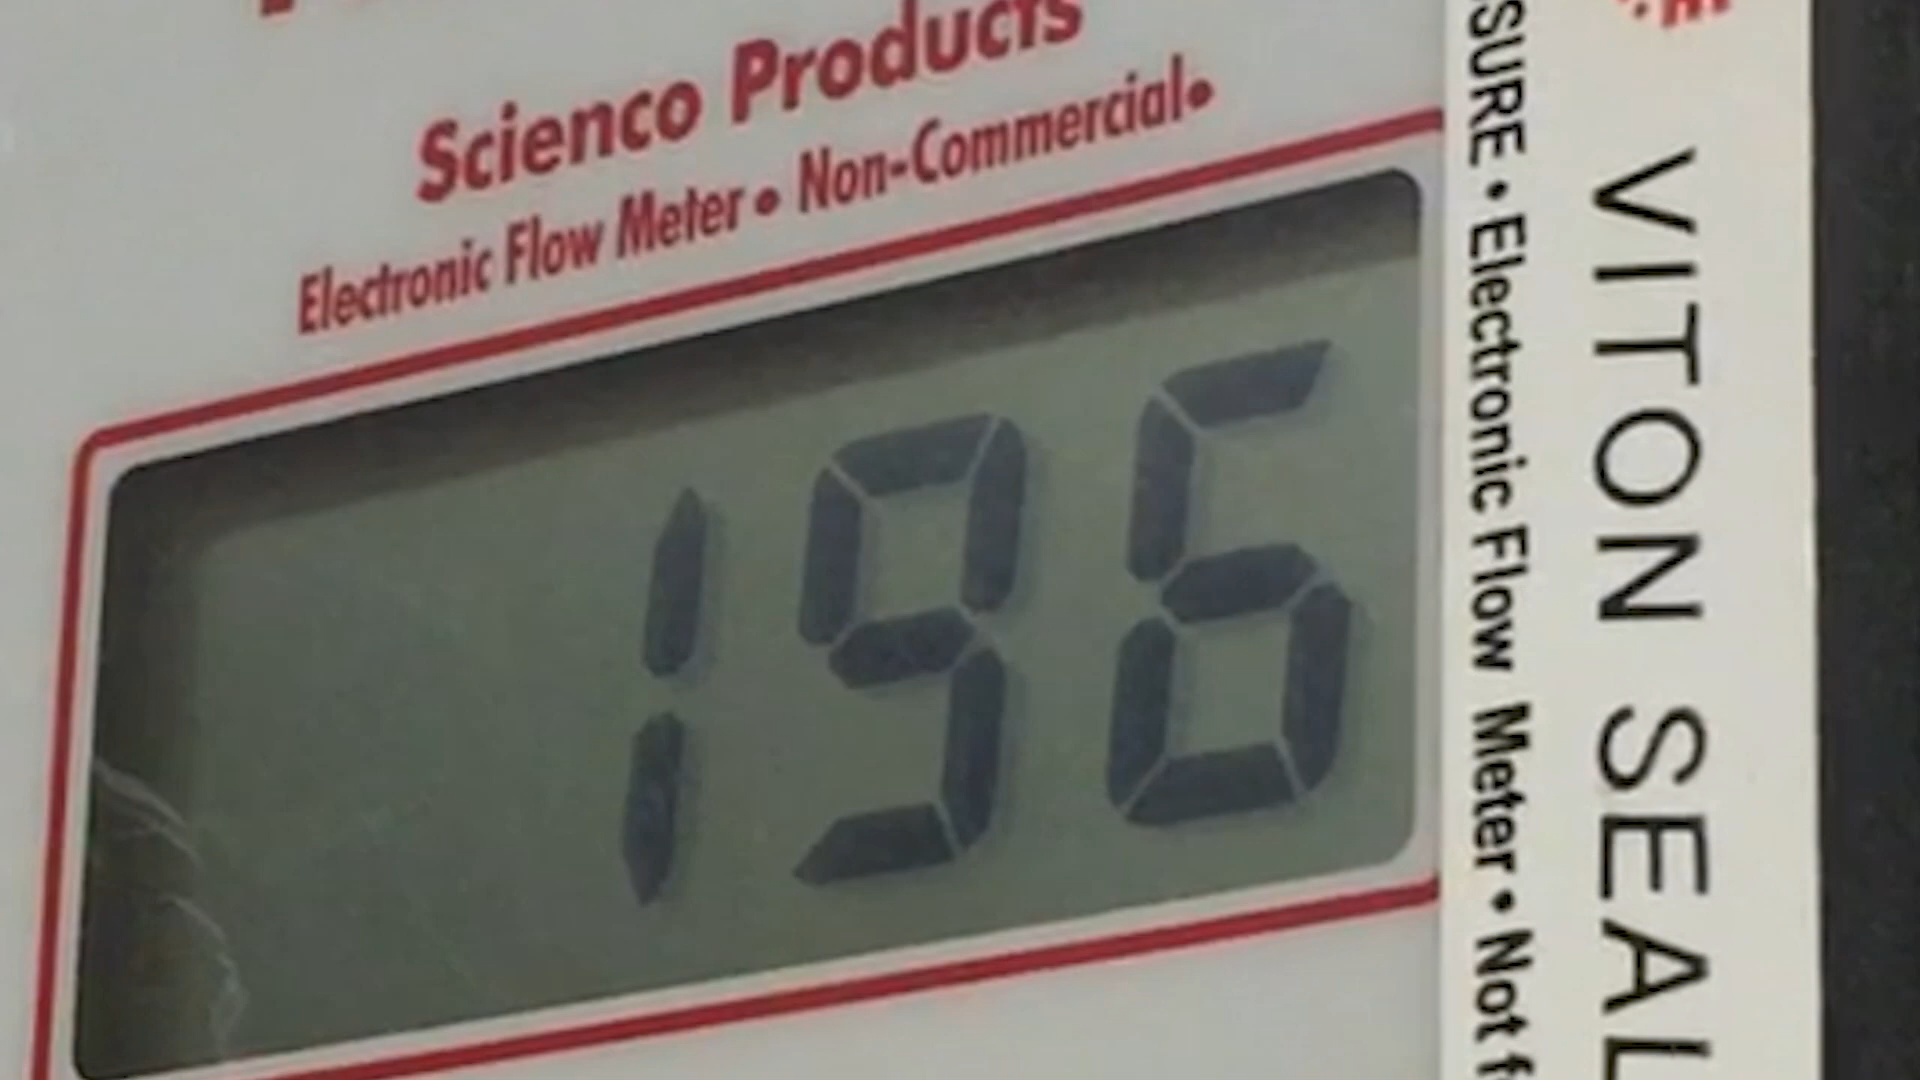 Scienco Products
Electronic Flow Meter • Non-Commercial •
196
SURE • Electronic Flow Meter • Not f
VITON SEAL